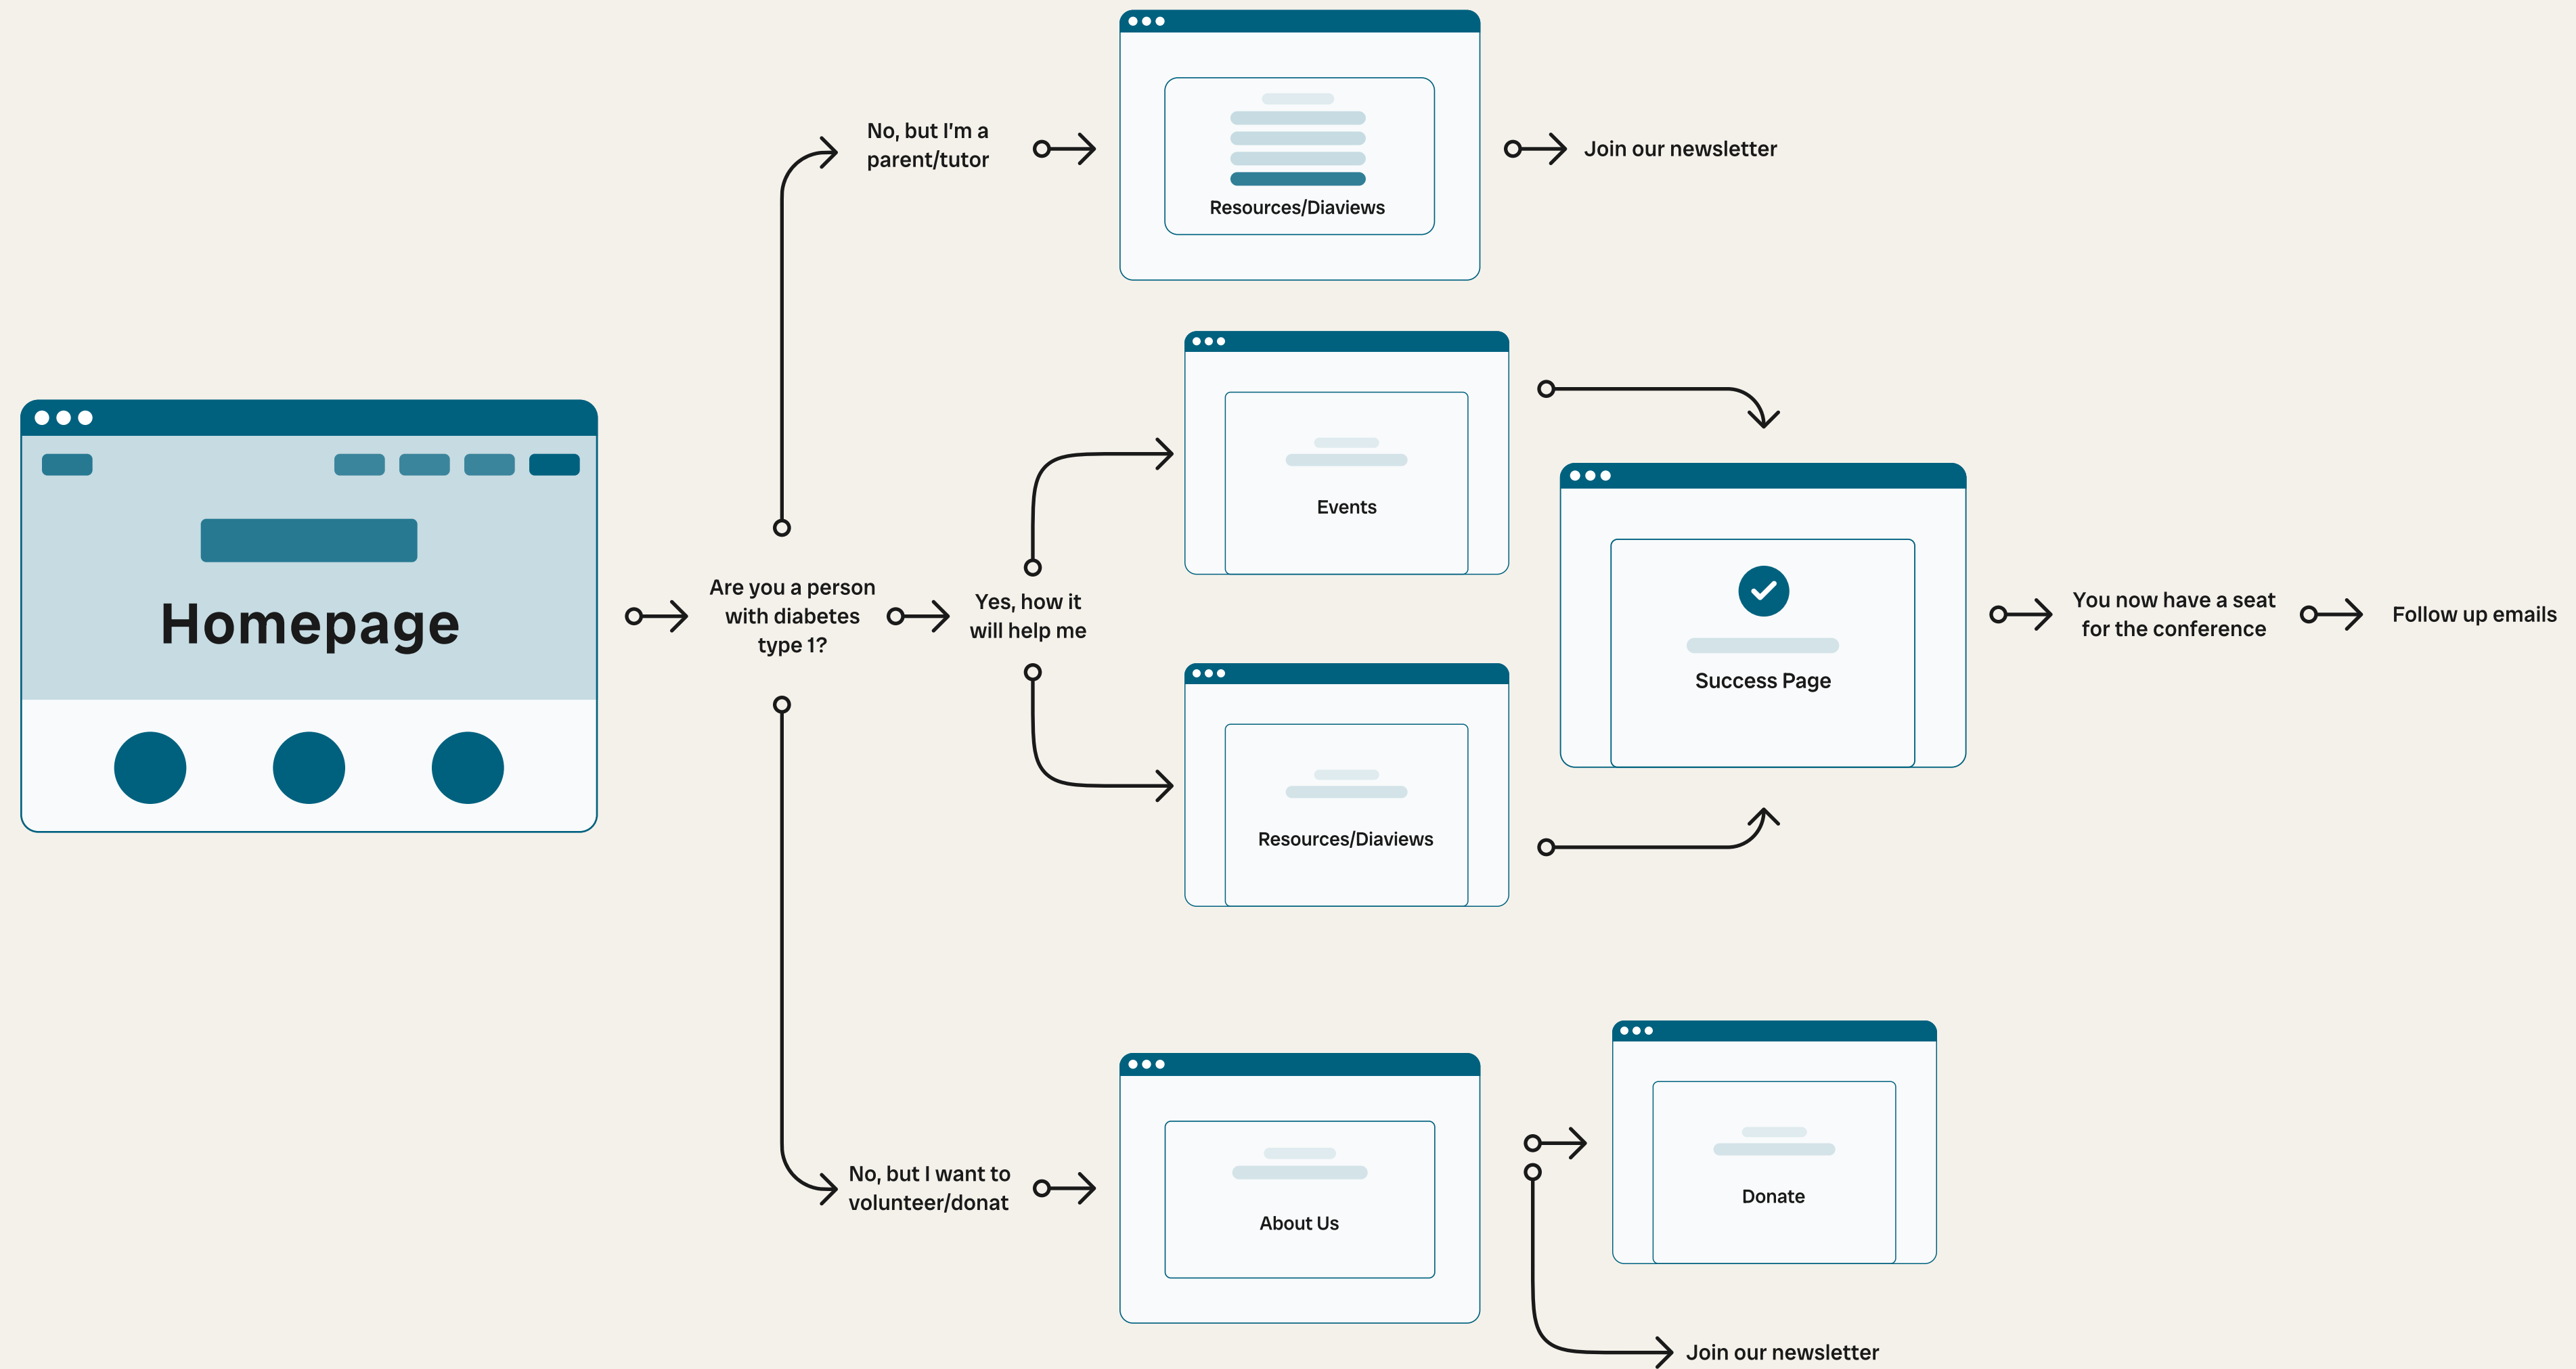 No, but I'm a
parent/tutor
Resources/Diaviews
Join our newsletter
Homepage
Are you a person
with diabetes
type 1?
Yes, how it
will help me
Events
Resources/Diaviews
Success Page
You now have a seat
for the conference
Follow up emails
No, but I want to
volunteer/donat
About Us
Donate
Join our newsletter